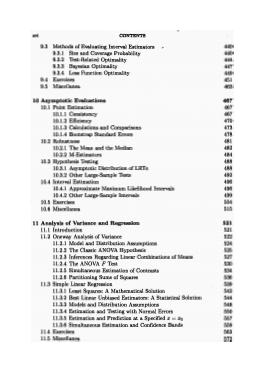 xvi CONTENTS
9.3 Methods of Evaluating Interval Estimators 440
9.3.1 Size and Coverage Probability 440
9.3.2 Test-Related Optimality 444
9.3.3 Bayesian Optimality 447
9.3.4 Loss Function Optimality 449
9.4 Exercises 451
9.5 Miscellanea 463
10 Asymptotic Evaluations 467
10.1 Point Estimation 467
10.1.1 Consistency 467
10.1.2 Efficiency 470
10.1.3 Calculations and Comparisons 473
10.1.4 Bootstrap Standard Errors 478
10.2 Robustness 481
10.2.1 The Mean and the Median 482
10.2.2 M-Estimators 484
10.3 Hypothesis Testing 488
10.3.1 Asymptotic Distribution of LRTs 488
10.3.2 Other Large-Sample Tests 492
10.4 Interval Estimation 496
10.4.1 Approximate Maximum Likelihood Intervals 496
10.4.2 Other Large-Sample Intervals 499
10.5 Exercises 504
10.6 Miscellanea 515
11 Analysis of Variance and Regression 521
11.1 Introduction 521
11.2 Oneway Analysis of Variance 522
11.2.1 Model and Distribution Assumptions 524
11.2.2 The Classic ANOVA Hypothesis 525
11.2.3 Inferences Regarding Linear Combinations of Means 527
11.2.4 The ANOVA F Test 530
11.2.5 Simultaneous Estimation of Contrasts 534
11.2.6 Partitioning Sums of Squares 536
11.3 Simple Linear Regression 539
11.3.1 Least Squares: A Mathematical Solution 542
11.3.2 Best Linear Unbiased Estimators: A Statistical Solution 544
11.3.3 Models and Distribution Assumptions 548
11.3.4 Estimation and Testing with Normal Errors 550
11.3.5 Estimation and Prediction at a Specified x = x₀ 557
11.3.6 Simultaneous Estimation and Confidence Bands 559
11.4 Exercises 563
11.5 Miscellanea 572